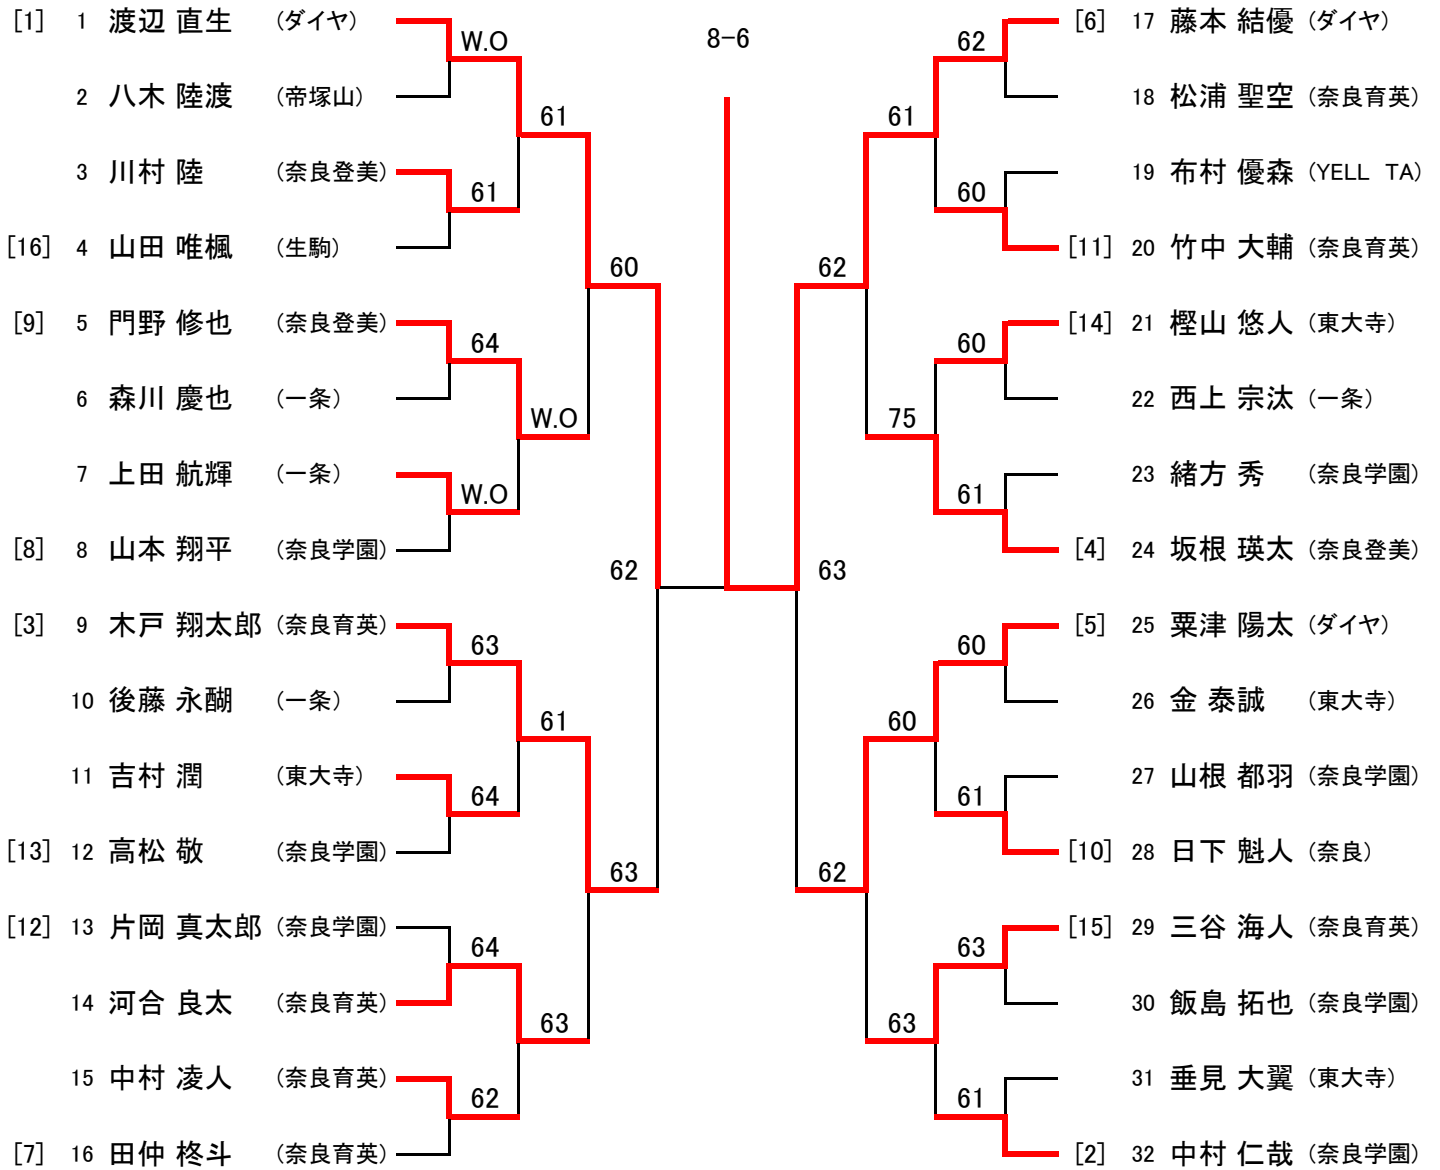 8-6
[1] 1 渡辺 直生 (ダイヤ)
W.O
2 八木 陸渡 (帝塚山)
61
3 川村 陸 (奈良登美)
61
[16] 4 山田 唯楓 (生駒)
60
[9] 5 門野 修也 (奈良登美)
64
6 森川 慶也 (一条)
W.O
7 上田 航輝 (一条)
W.O
[8] 8 山本 翔平 (奈良学園)
62
[3] 9 木戸 翔太郎 (奈良育英)
63
10 後藤 永醐 (一条)
61
11 吉村 潤 (東大寺)
64
[13] 12 高松 敬 (奈良学園)
63
[12] 13 片岡 真太郎 (奈良学園)
64
14 河合 良太 (奈良育英)
63
15 中村 凌人 (奈良育英)
62
[7] 16 田仲 柊斗 (奈良育英)
[6] 17 藤本 結優 (ダイヤ)
62
18 松浦 聖空 (奈良育英)
61
19 布村 優森 (YELL TA)
60
[11] 20 竹中 大輔 (奈良育英)
62
[14] 21 樫山 悠人 (東大寺)
60
22 西上 宗汰 (一条)
75
23 緒方 秀 (奈良学園)
61
[4] 24 坂根 瑛太 (奈良登美)
63
[5] 25 粟津 陽太 (ダイヤ)
60
26 金 泰誠 (東大寺)
60
27 山根 都羽 (奈良学園)
61
[10] 28 日下 魁人 (奈良)
62
[15] 29 三谷 海人 (奈良育英)
63
30 飯島 拓也 (奈良学園)
63
31 垂見 大翼 (東大寺)
61
[2] 32 中村 仁哉 (奈良学園)